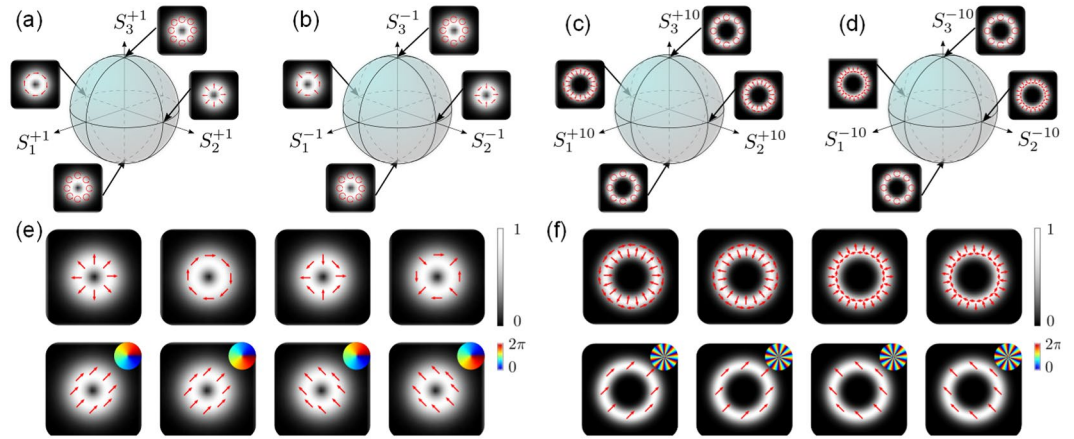 (a)
S_3^{+1}
S_1^{+1}
S_2^{+1}
(b)
S_3^{-1}
S_1^{-1}
S_2^{-1}
(c)
S_3^{+10}
S_1^{+10}
S_2^{+10}
(d)
S_3^{-10}
S_1^{-10}
S_2^{-10}
(e)
1
0
2π
0
(f)
1
0
2π
0